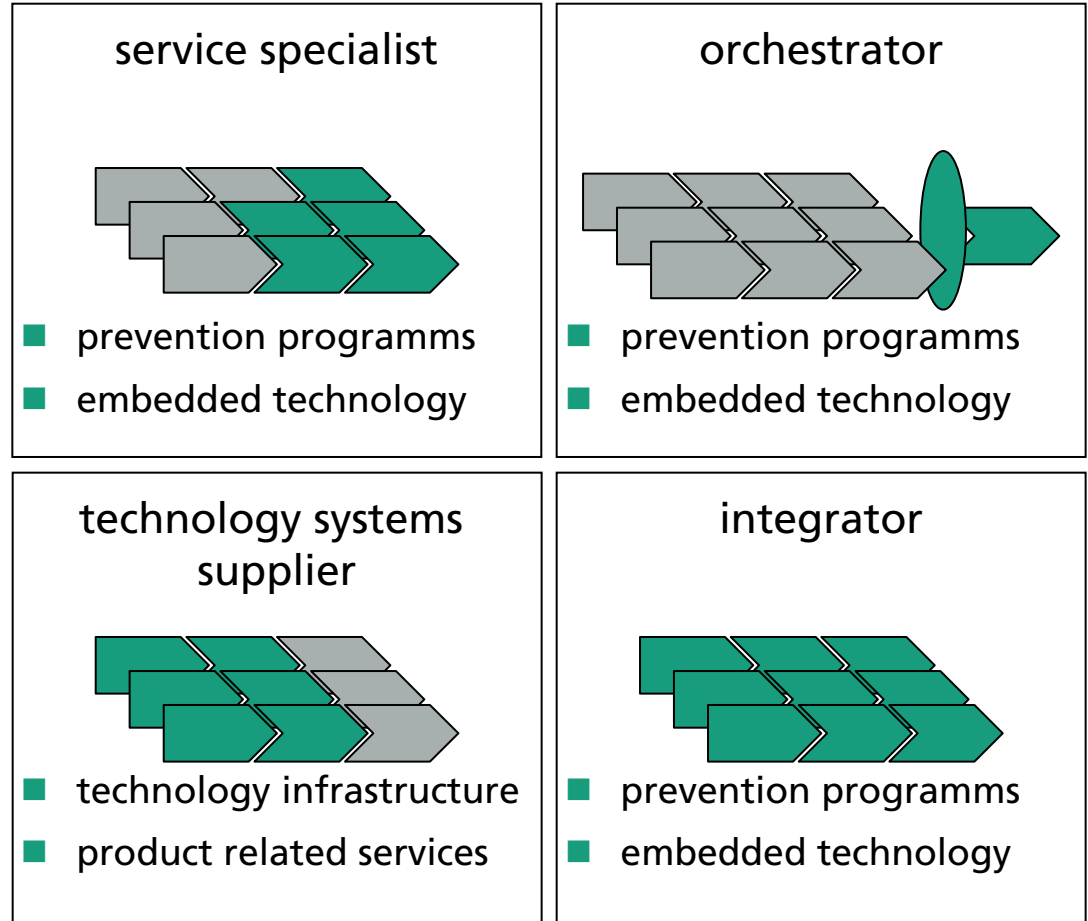 service specialist
prevention programms
embedded technology
orchestrator
prevention programms
embedded technology
technology systems
supplier
technology infrastructure
product related services
integrator
prevention programms
embedded technology